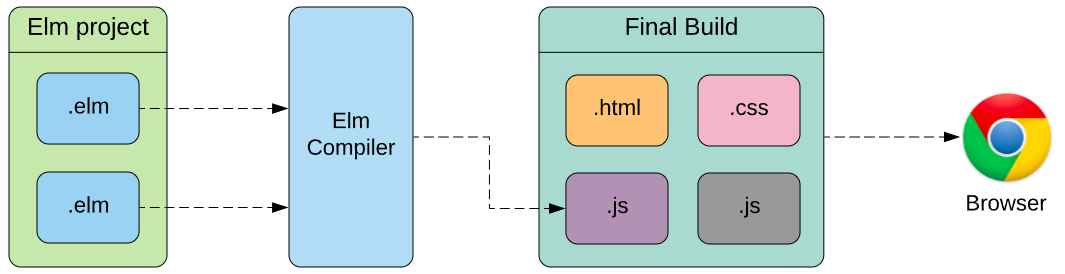 Elm project
.elm
.elm
Elm
Compiler
Final Build
.html
.css
.js
.js
Browser